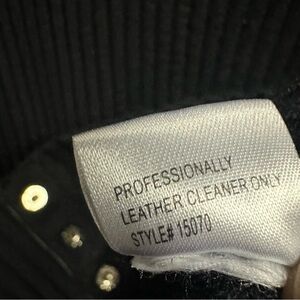 PROFESSIONALLY
LEATHER CLEANER ONLY
STYLE# 15070